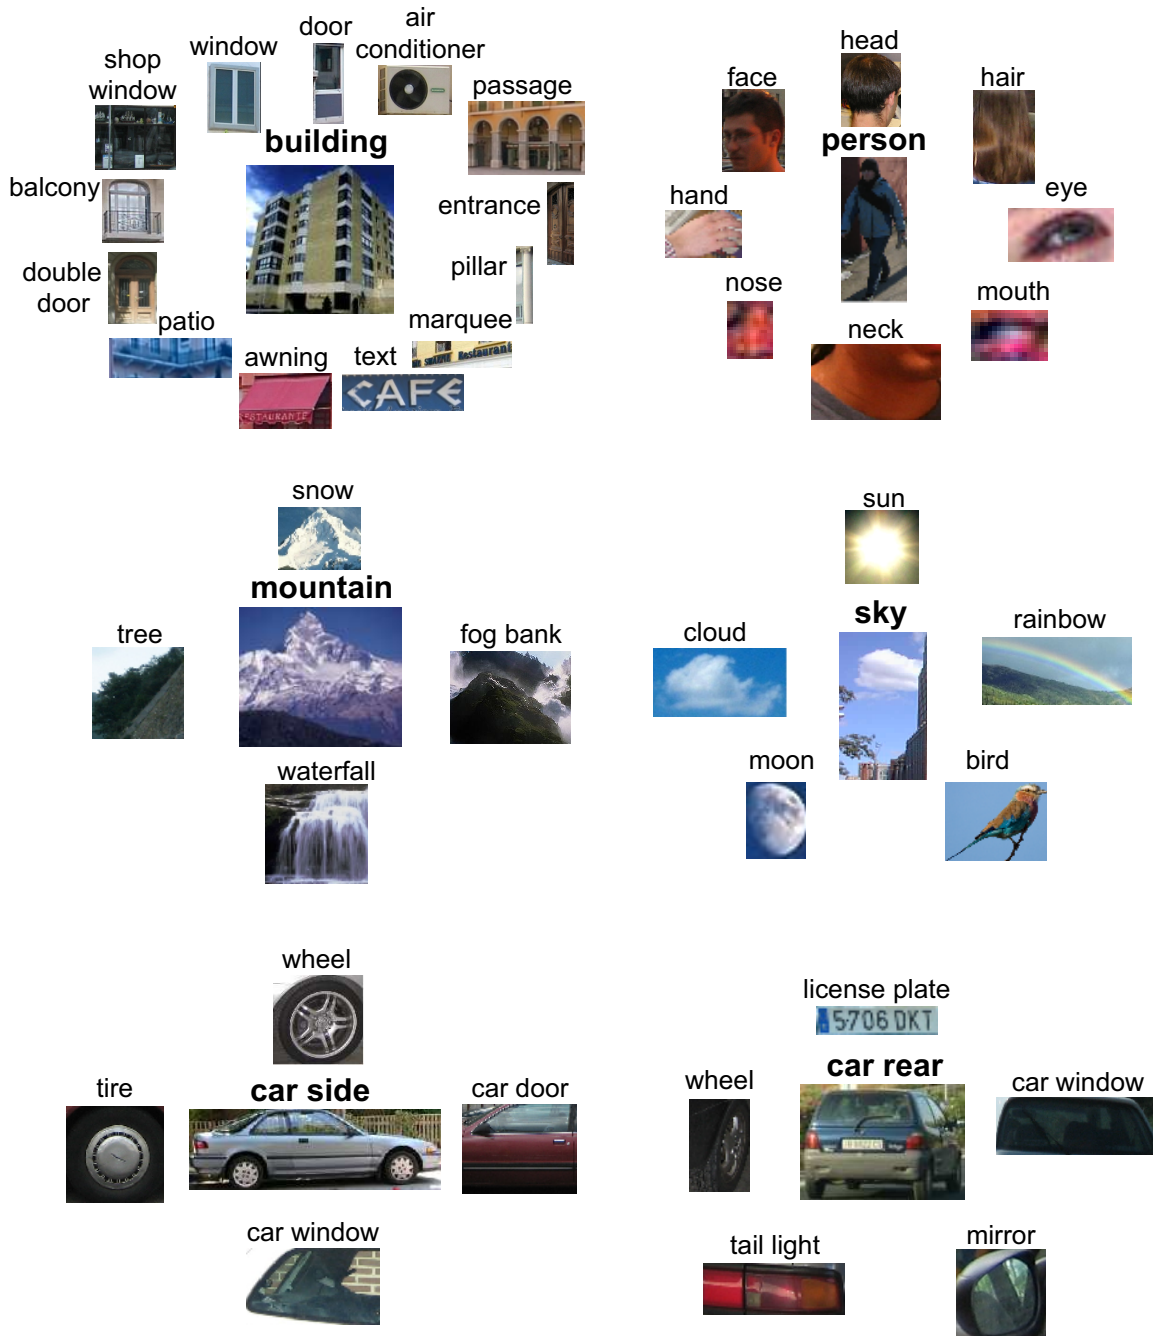 shop
window
window
door
air
conditioner
passage
building
balcony
entrance
double
door
pillar
patio
marquee
Restaurant
awning
text
RESTAURANTE
CAFE
head
face
hair
person
hand
eye
nose
mouth
neck
snow
mountain
tree
fog bank
waterfall
sun
sky
cloud
rainbow
moon
bird
wheel
tire
car side
car door
car window
license plate
5706 DKT
car rear
wheel
car window
tail light
mirror